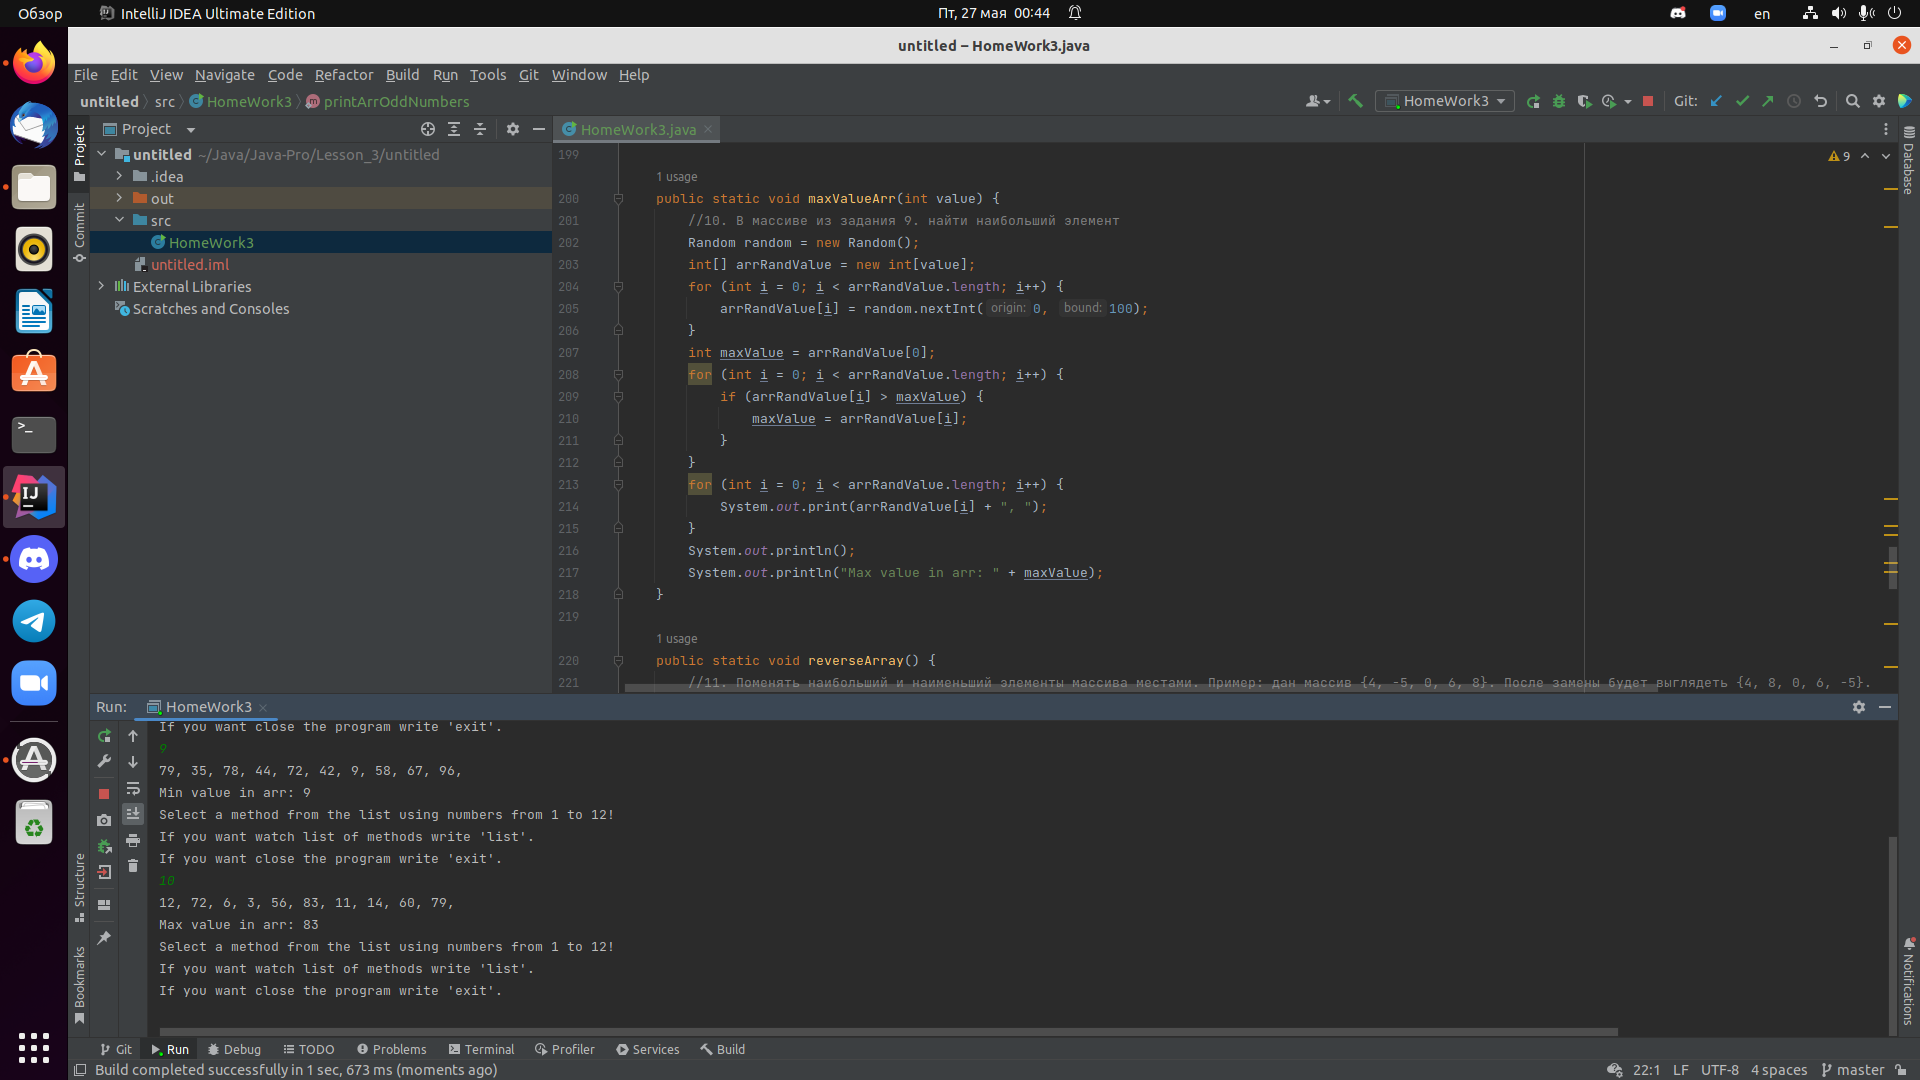 Обзор
IntelliJ IDEA Ultimate Edition
Пт, 27 мая 00:44
en
untitled – HomeWork3.java
File Edit View Navigate Code Refactor Build Run Tools Git Window Help
untitled src HomeWork3 printArrOddNumbers
HomeWork3
Git:
Project
HomeWork3.java
Project
Commit
Structure
Bookmarks
Database
Notifications
untitled ~/Java/Java-Pro/Lesson_3/untitled
.idea
out
src
HomeWork3
untitled.iml
External Libraries
Scratches and Consoles
9
199
1 usage
200 public static void maxValueArr(int value) {
201 //10. В массиве из задания 9. найти наибольший элемент
202 Random random = new Random();
203 int[] arrRandValue = new int[value];
204 for (int i = 0; i < arrRandValue.length; i++) {
205 arrRandValue[i] = random.nextInt( origin: 0, bound: 100);
206 }
207 int maxValue = arrRandValue[0];
208 for (int i = 0; i < arrRandValue.length; i++) {
209 if (arrRandValue[i] > maxValue) {
210 maxValue = arrRandValue[i];
211 }
212 }
213 for (int i = 0; i < arrRandValue.length; i++) {
214 System.out.print(arrRandValue[i] + ", ");
215 }
216 System.out.println();
217 System.out.println("Max value in arr: " + maxValue);
218 }
219
1 usage
220 public static void reverseArray() {
221 //11. Поменять наибольший и наименьший элементы массива местами. Пример: дан массив {4, -5, 0, 6, 8}. После замены будет выглядеть {4, 8, 0, 6, -5}.
Run: HomeWork3
If you want close the program write 'exit'.
9
79, 35, 78, 44, 72, 42, 9, 58, 67, 96,
Min value in arr: 9
Select a method from the list using numbers from 1 to 12!
If you want watch list of methods write 'list'.
If you want close the program write 'exit'.
10
12, 72, 6, 3, 56, 83, 11, 14, 60, 79,
Max value in arr: 83
Select a method from the list using numbers from 1 to 12!
If you want watch list of methods write 'list'.
If you want close the program write 'exit'.
Git Run Debug TODO Problems Terminal Profiler Services Build
Build completed successfully in 1 sec, 673 ms (moments ago)
22:1 LF UTF-8 4 spaces master